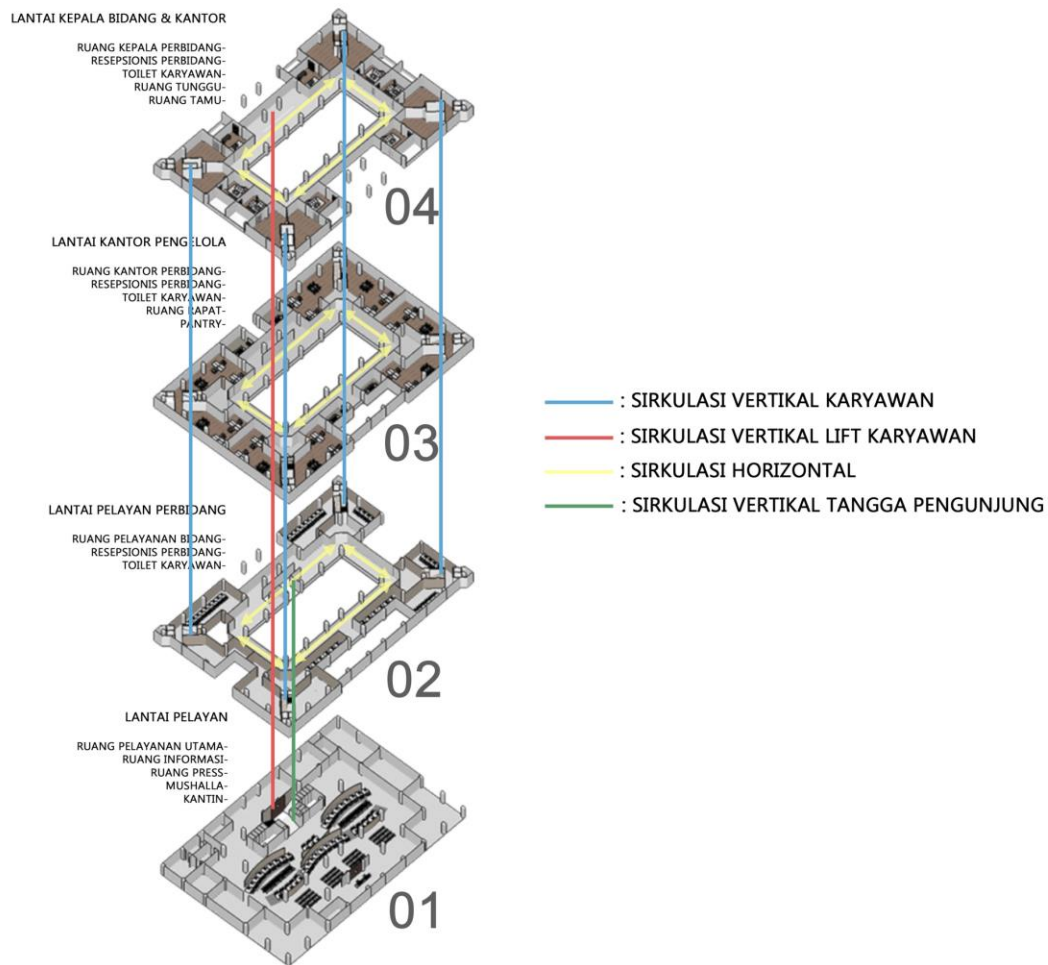 LANTAI KEPALA BIDANG & KANTOR
RUANG KEPALA PERBIDANG-
RESEPSIONIS PERBIDANG-
TOILET KARYAWAN-
RUANG TUNGGU-
RUANG TAMU-
04
LANTAI KANTOR PENGELOLA
RUANG KANTOR PERBIDANG-
RESEPSIONIS PERBIDANG-
TOILET KARYAWAN-
RUANG RAPAT-
PANTRY-
03
LANTAI PELAYAN PERBIDANG
RUANG PELAYANAN BIDANG-
RESEPSIONIS PERBIDANG-
TOILET KARYAWAN-
02
LANTAI PELAYAN
RUANG PELAYANAN UTAMA-
RUANG INFORMASI-
RUANG PRESS-
MUSHALLA-
KANTIN-
01
: SIRKULASI VERTIKAL KARYAWAN
: SIRKULASI VERTIKAL LIFT KARYAWAN
: SIRKULASI HORIZONTAL
: SIRKULASI VERTIKAL TANGGA PENGUNJUNG